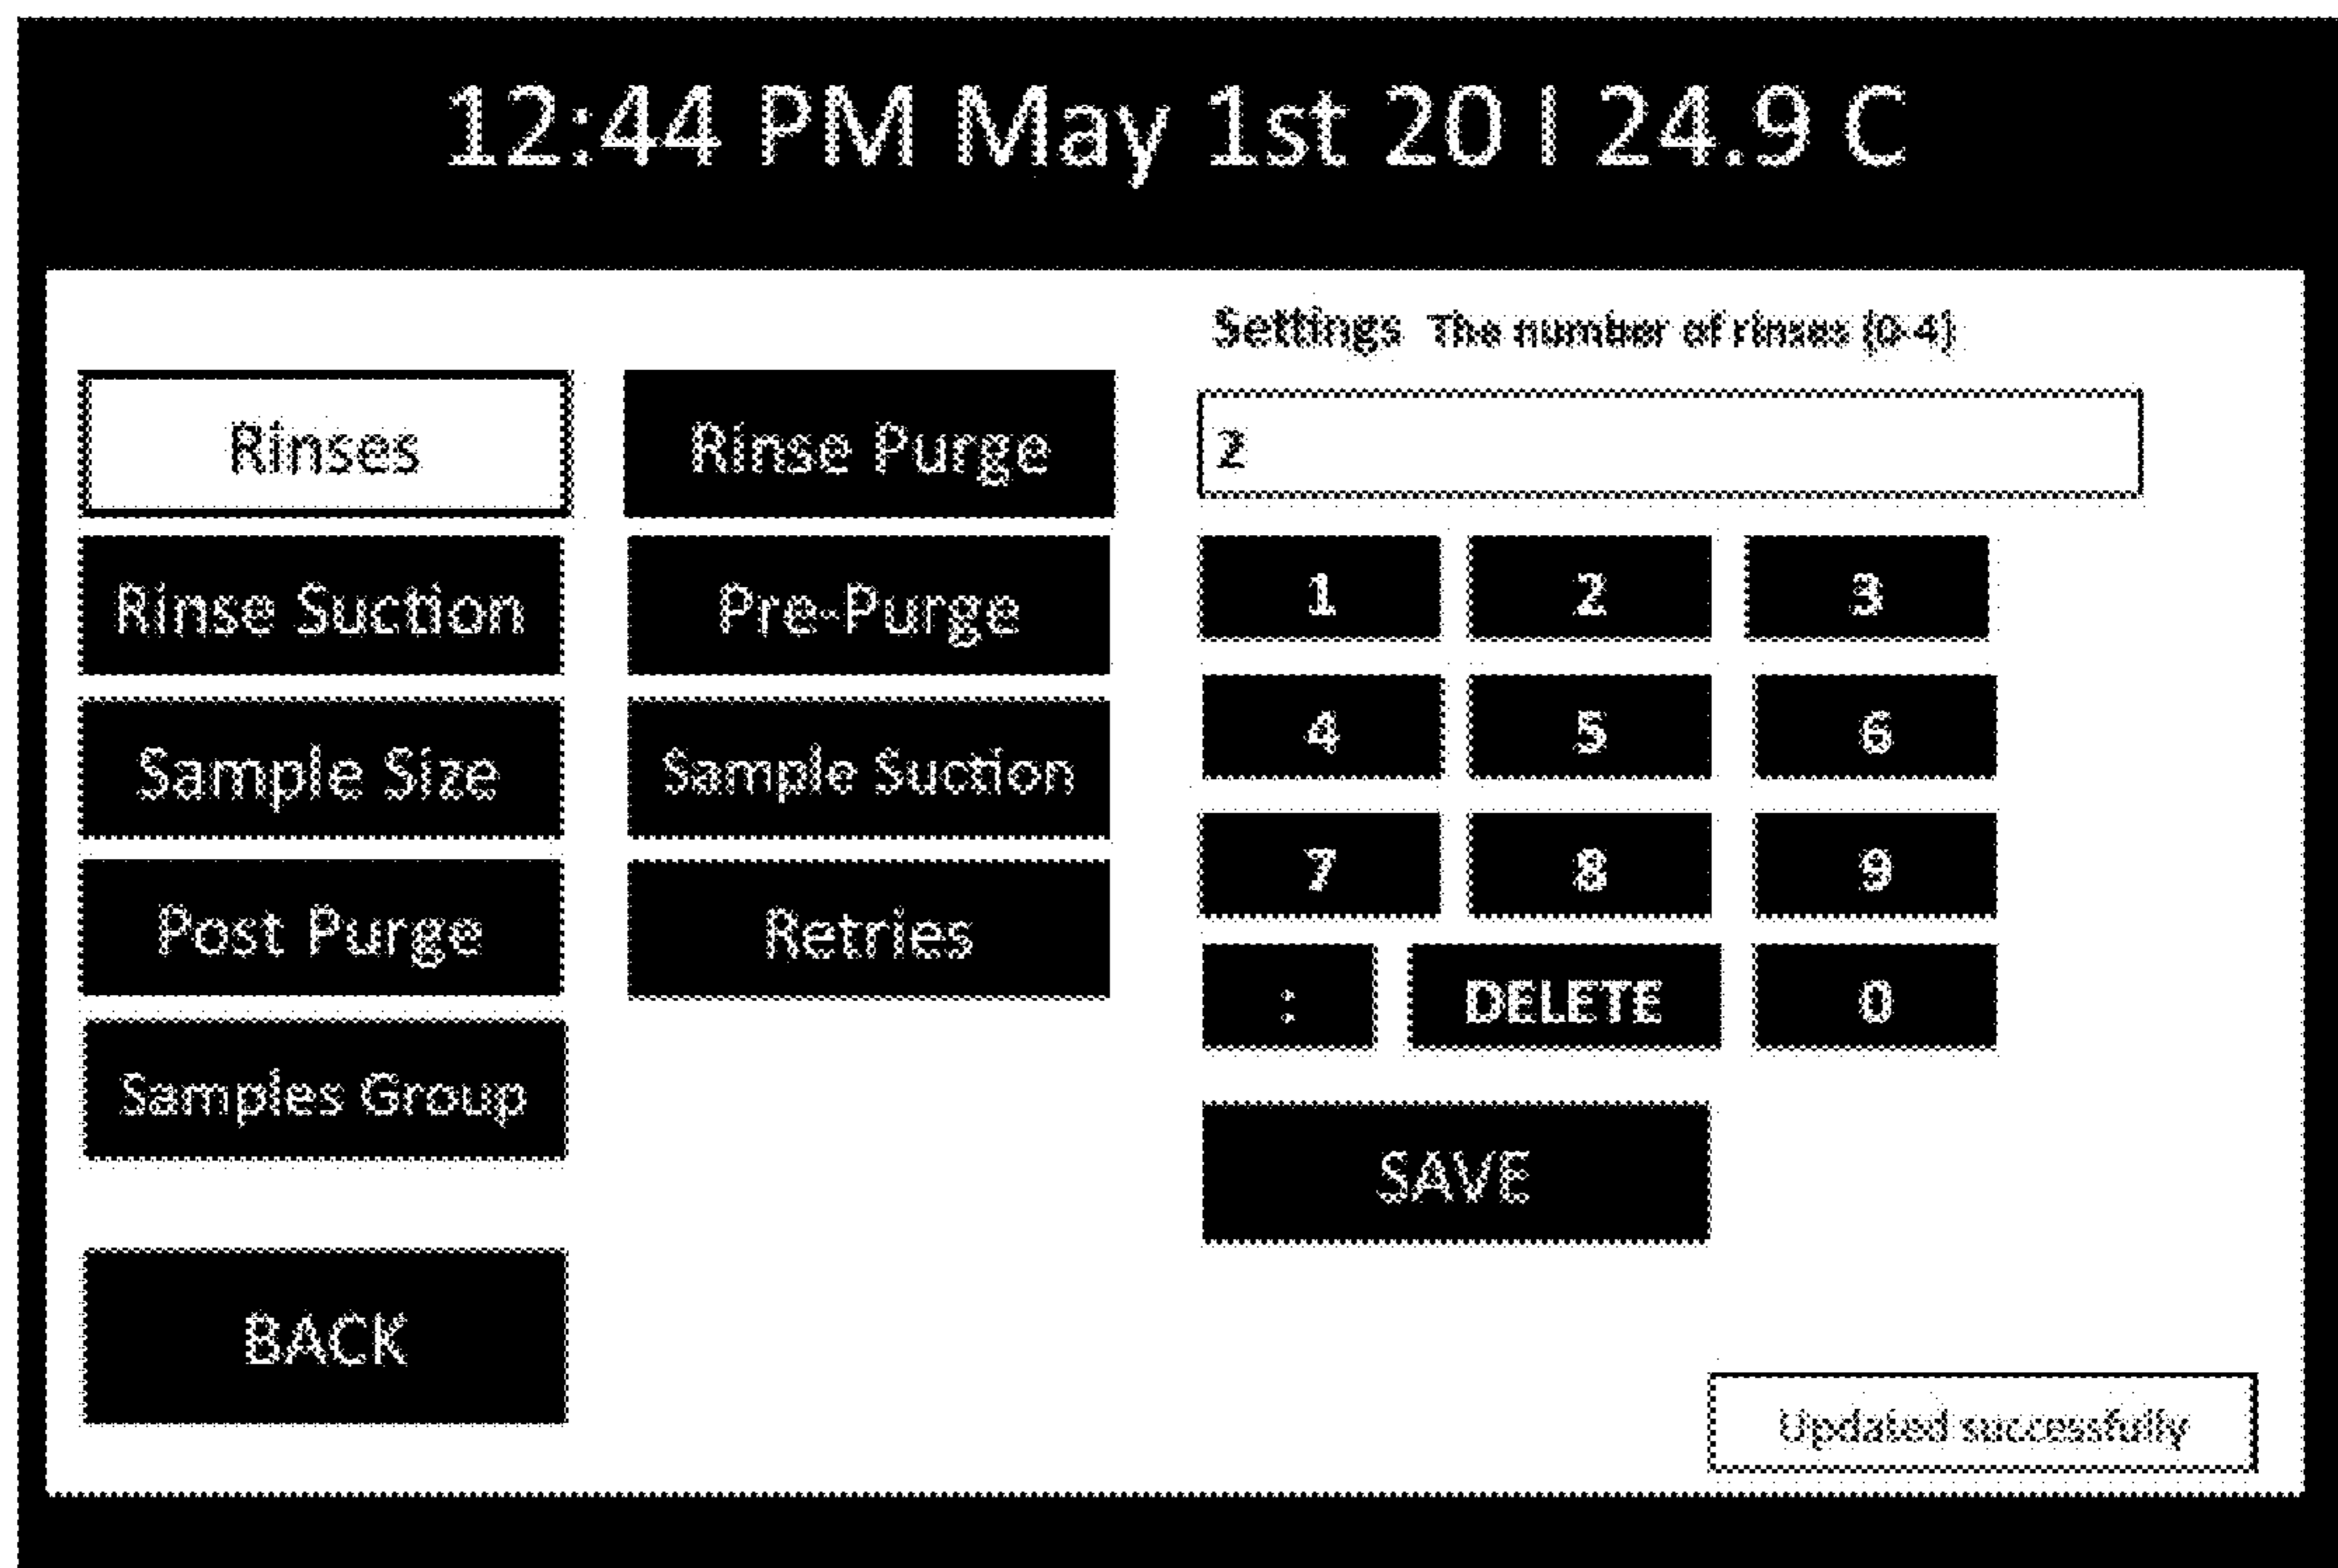 12:44 PM May 1st 20 I 24.9 C
Settings The number of rinses (0-4)
Rinses
Rinse Purge
2
Rinse Suction
Pre-Purge
1
2
3
Sample Size
Sample Suction
4
5
6
Post Purge
Retries
7
8
9
:
DELETE
0
Samples Group
SAVE
BACK
Updated successfully